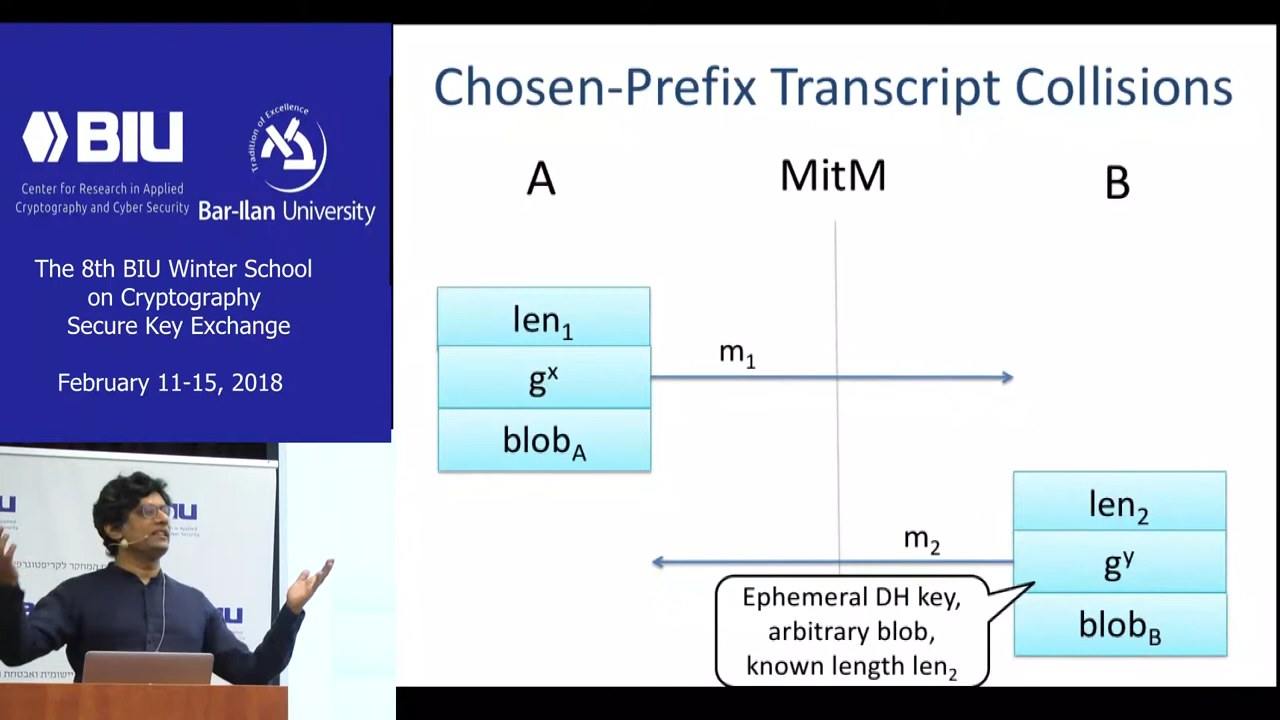 BIU
Center for Research in Applied
Cryptography and Cyber Security
Tradition of Excellence
Bar-Ilan University
The 8th BIU Winter School
on Cryptography
Secure Key Exchange
February 11-15, 2018
Chosen-Prefix Transcript Collisions
A
MitM
B
len₁
gˣ
blob_A
m₁
m₂
len₂
gʸ
blob_B
Ephemeral DH key,
arbitrary blob,
known length len₂